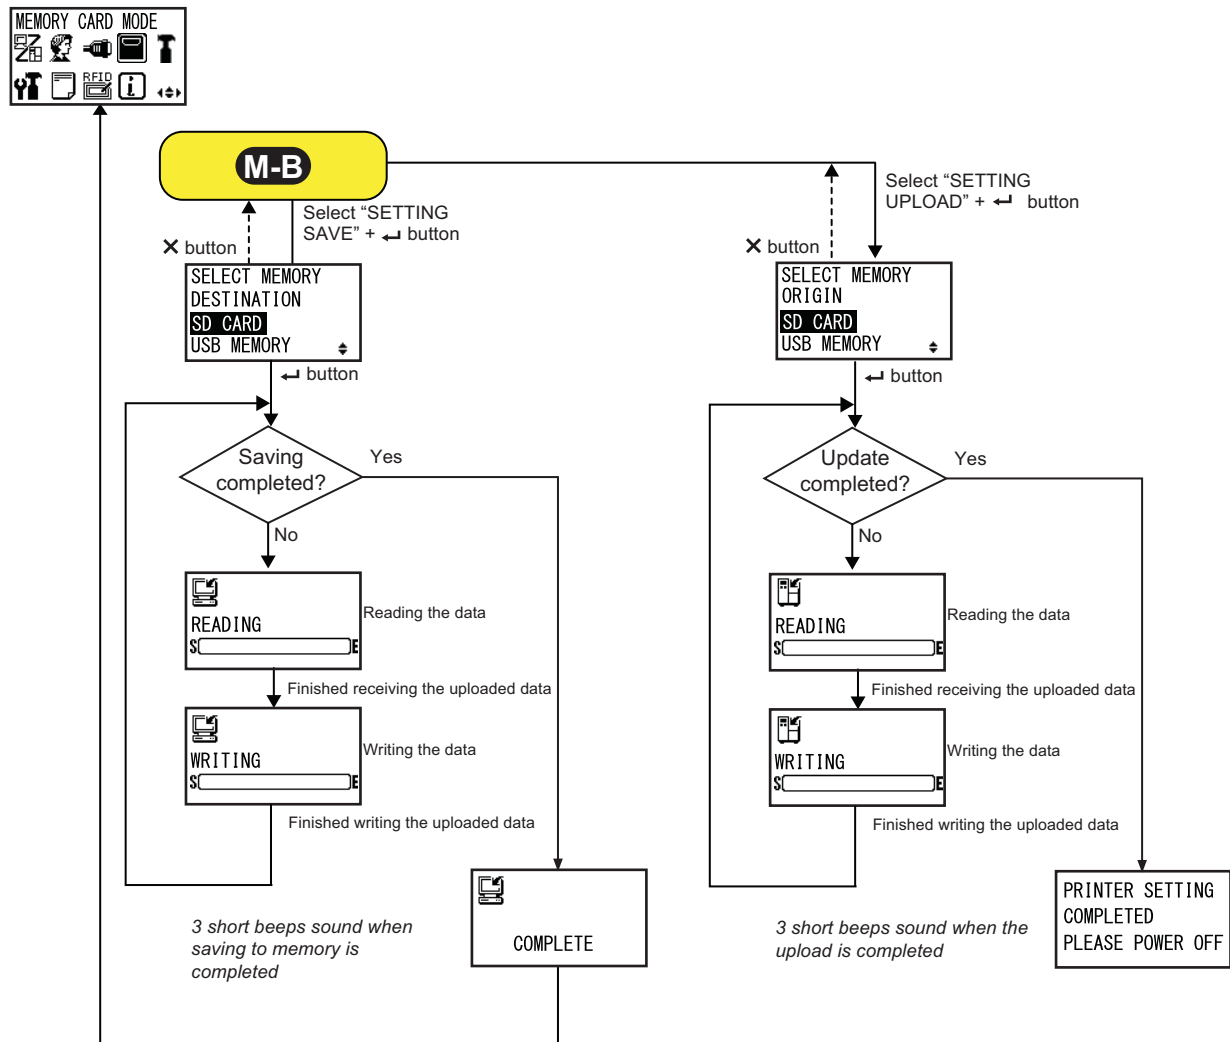 MEMORY CARD MODE
RFID
i
M-B
Select “SETTING
SAVE” + ↵ button
✕ button
SELECT MEMORY
DESTINATION
SD CARD
USB MEMORY
↵ button
Saving
completed?
Yes
No
READING
S E
Reading the data
Finished receiving the uploaded data
WRITING
S E
Writing the data
Finished writing the uploaded data
3 short beeps sound when
saving to memory is
completed
COMPLETE
Select “SETTING
UPLOAD” + ↵ button
✕ button
SELECT MEMORY
ORIGIN
SD CARD
USB MEMORY
↵ button
Update
completed?
Yes
No
READING
S E
Reading the data
Finished receiving the uploaded data
WRITING
S E
Writing the data
Finished writing the uploaded data
3 short beeps sound when the
upload is completed
PRINTER SETTING
COMPLETED
PLEASE POWER OFF